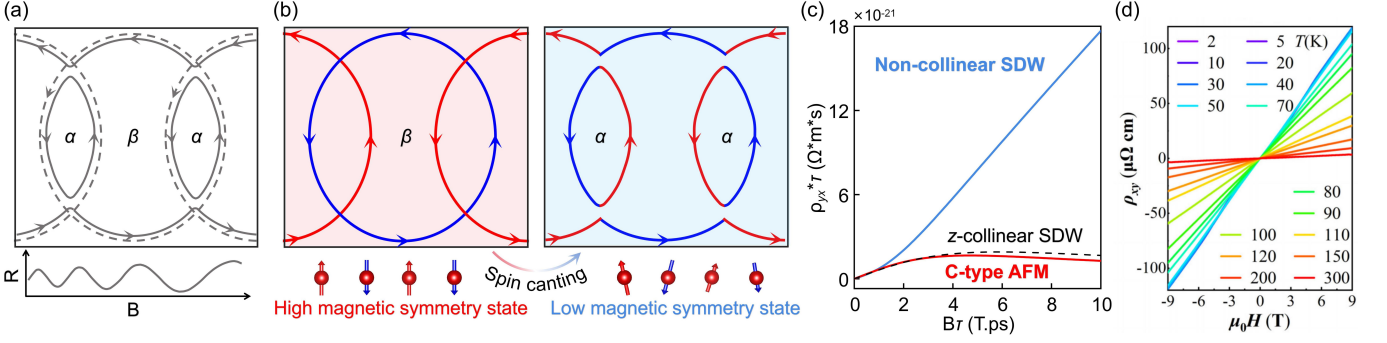 (a)
α
β
α
R
B
(b)
β
α
α
Spin canting
High magnetic symmetry state
Low magnetic symmetry state
(c)
×10⁻²¹
18
12
6
0
ρyx*τ (Ω*m*s)
Non-collinear SDW
z-collinear SDW
C-type AFM
0 2 4 6 8 10
Bτ (T.ps)
(d)
ρxy (μΩ cm)
100
50
0
-50
-100
2 5 T(K)
10 20
30 40
50 70
80
90
100 110
120 150
200 300
-9 -6 -3 0 3 6 9
μ₀H (T)